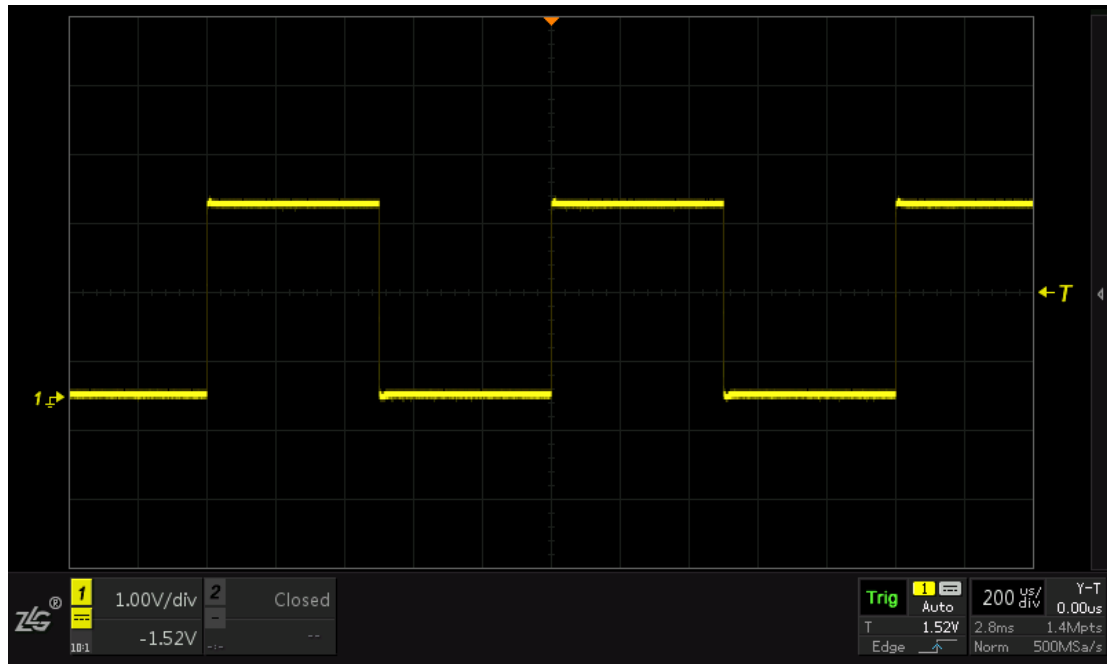 T
1
ZLG®
1
10:1
1.00V/div
-1.52V
2
-
-:-
Closed
--
Trig
1
Auto
T 1.52V
Edge
200 us/div
Y-T
0.00us
2.8ms 1.4Mpts
Norm 500MSa/s